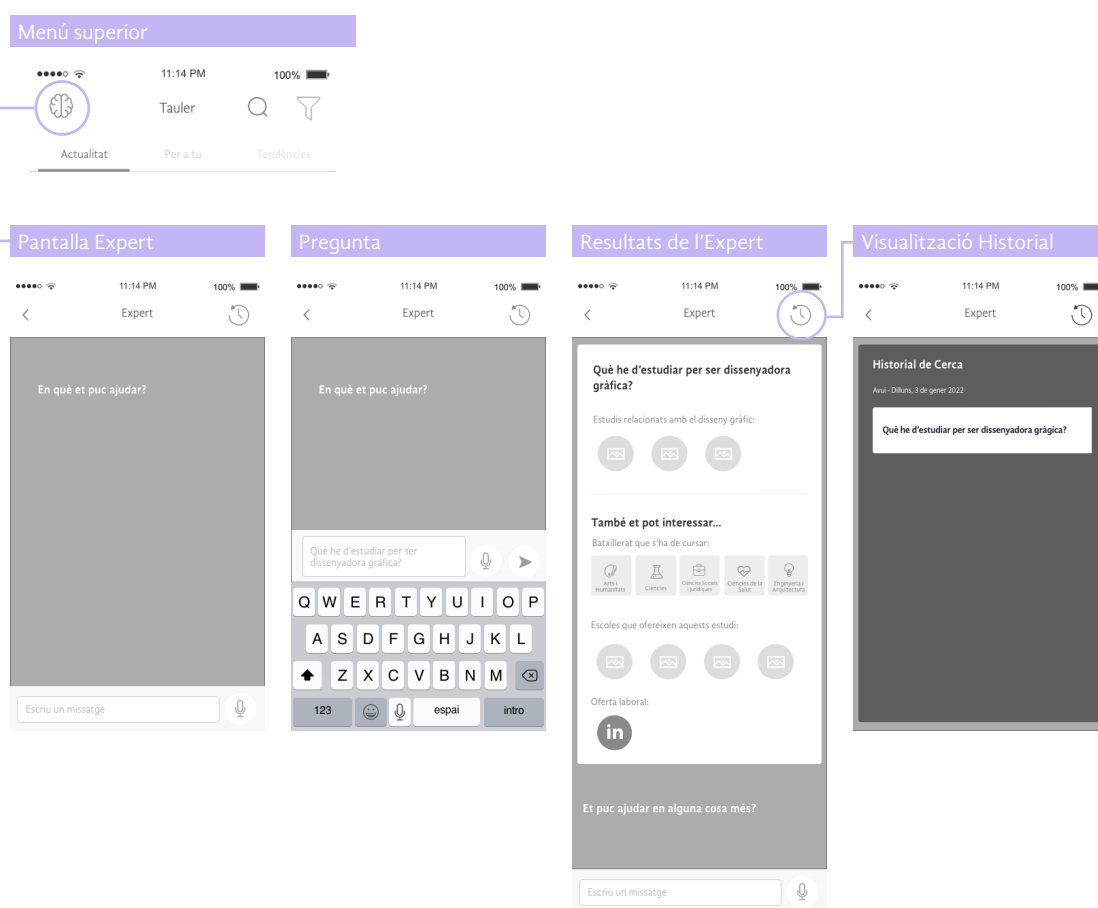 Menú superior
11:14 PM
100%
Tauler
Actualitat
Per a tu
Tendències
Pantalla Expert
11:14 PM
100%
Expert
En què et puc ajudar?
Escriu un missatge
Pregunta
11:14 PM
100%
Expert
En què et puc ajudar?
Què he d'estudiar per ser
dissenyadora gràfica?
Q W E R T Y U I O P
A S D F G H J K L
Z X C V B N M
123
espai
intro
Resultats de l'Expert
11:14 PM
100%
Expert
Què he d'estudiar per ser dissenyadora
gràfica?
Estudis relacionats amb el disseny gràfic:
També et pot interessar...
Batxillerat que s'ha de cursar:
Arts i
Humanitats
Ciències
Ciències Socials
i jurídiques
Ciències de la
Salut
Enginyeria i
Arquitectura
Escoles que ofereixen aquests estudi:
Oferta laboral:
in
Et puc ajudar en alguna cosa més?
Escriu un missatge
Visualització Historial
11:14 PM
100%
Expert
Historial de Cerca
Avui - Dilluns, 3 de gener 2022
Què he d'estudiar per ser dissenyadora gràgica?